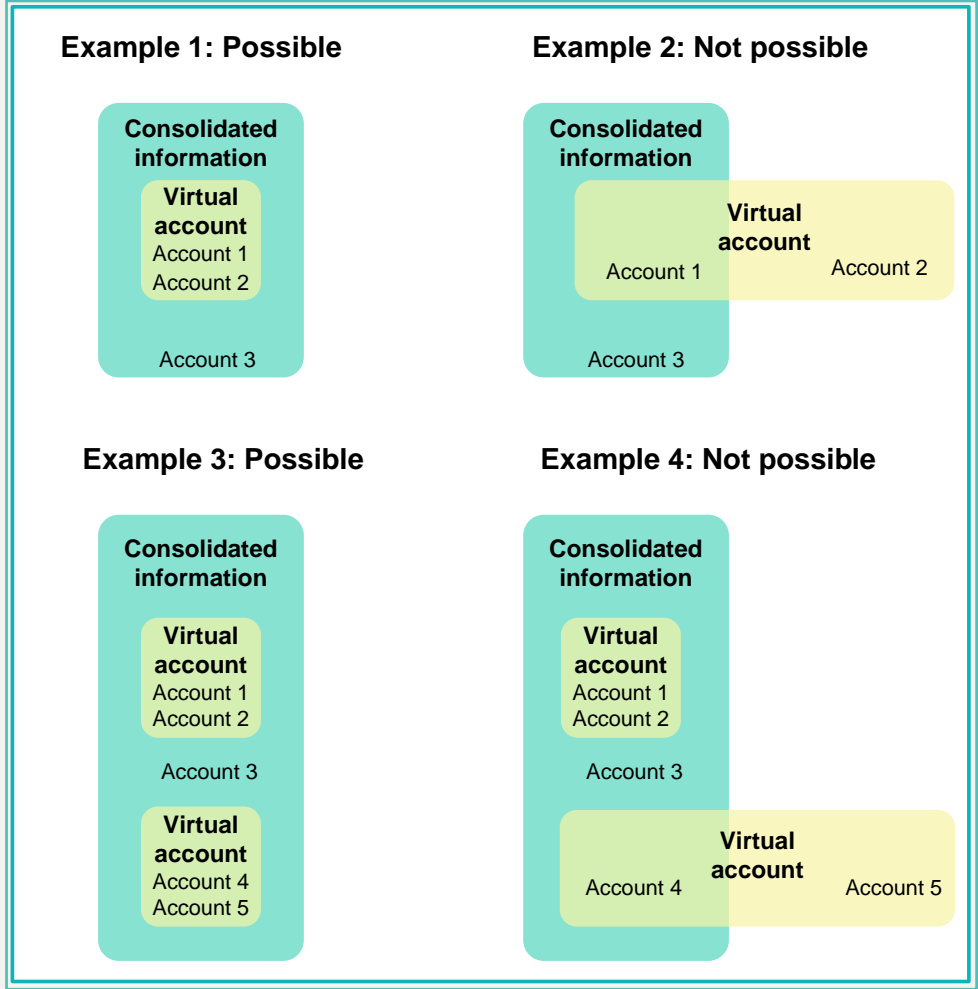 Example 1: Possible
Consolidated
information
Virtual
account
Account 1
Account 2
Account 3
Example 2: Not possible
Consolidated
information
Virtual
account
Account 1
Account 2
Account 3
Example 3: Possible
Consolidated
information
Virtual
account
Account 1
Account 2
Account 3
Virtual
account
Account 4
Account 5
Example 4: Not possible
Consolidated
information
Virtual
account
Account 1
Account 2
Account 3
Virtual
account
Account 4
Account 5